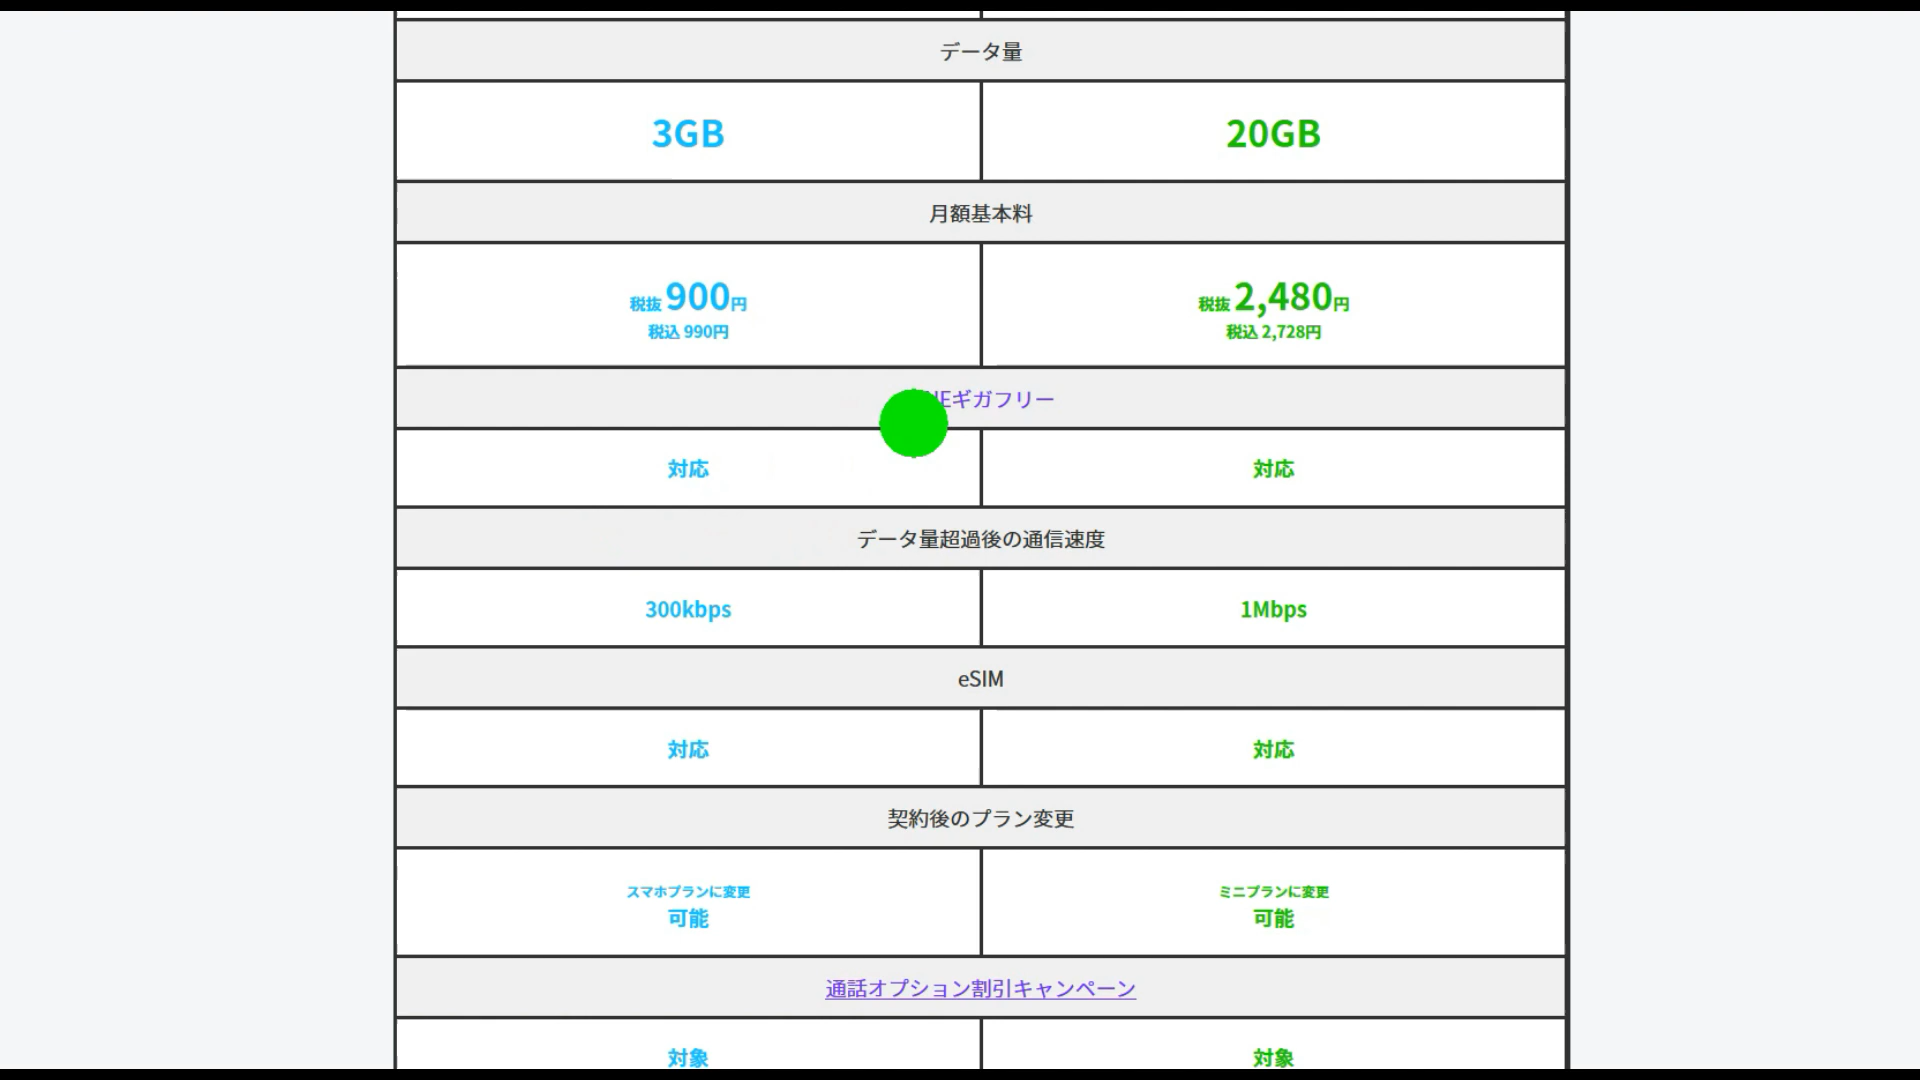 データ量
3GB
20GB
月額基本料
税抜900円
税込 990円
税抜2,480円
税込 2,728円
NEギガフリー
対応
対応
データ量超過後の通信速度
300kbps
1Mbps
eSIM
対応
対応
契約後のプラン変更
スマホプランに変更
可能
ミニプランに変更
可能
通話オプション割引キャンペーン
対象
対象